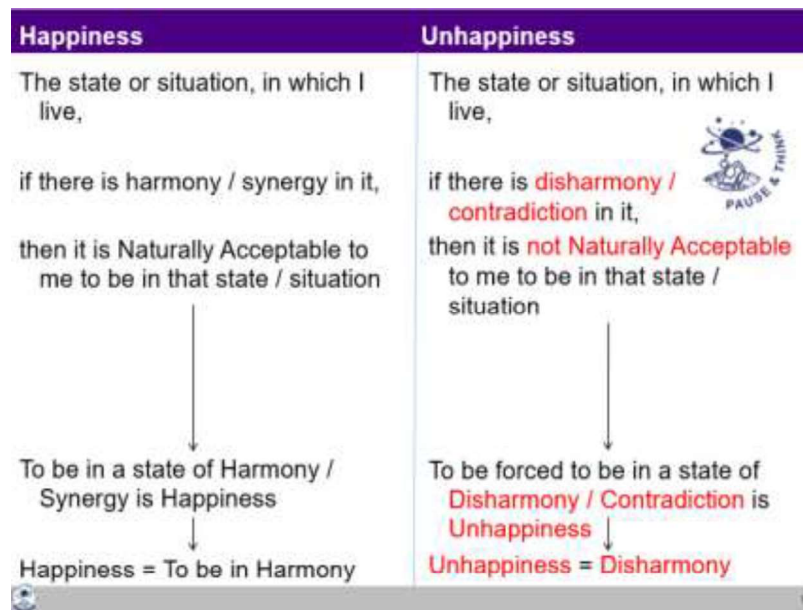 Happiness
The state or situation, in which I
live,
if there is harmony / synergy in it,
then it is Naturally Acceptable to
me to be in that state / situation
To be in a state of Harmony /
Synergy is Happiness
Happiness = To be in Harmony
Unhappiness
The state or situation, in which I
live,
if there is disharmony /
contradiction in it,
then it is not Naturally Acceptable
to me to be in that state /
situation
To be forced to be in a state of
Disharmony / Contradiction is
Unhappiness
Unhappiness = Disharmony
PAUSE & THINK